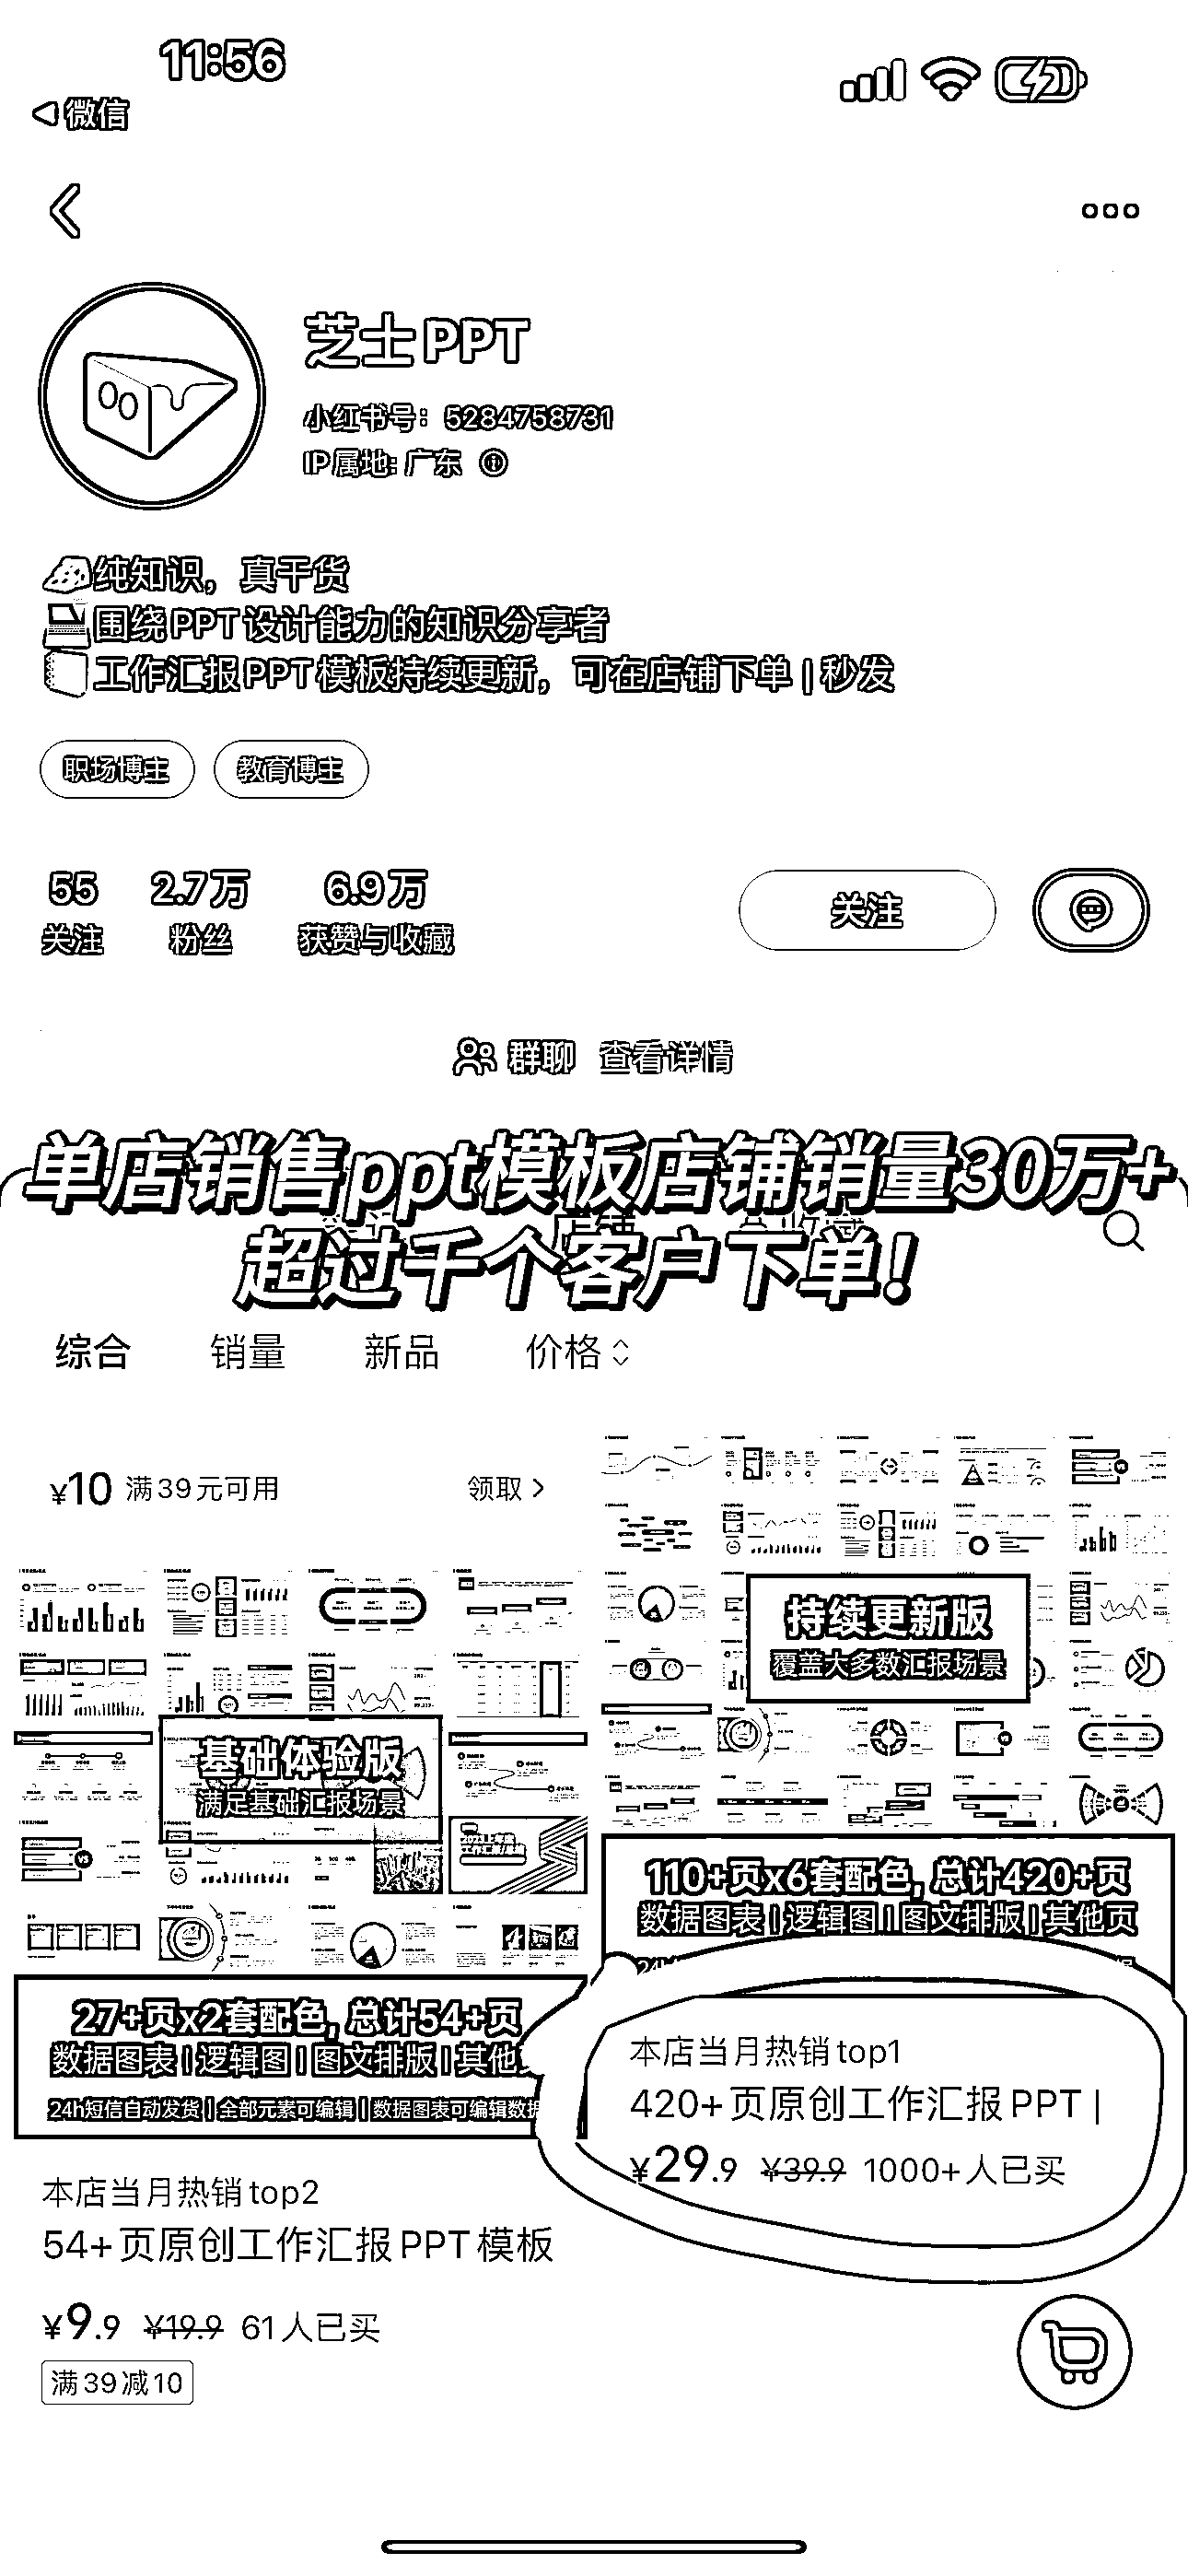 11:56
微信
芝士PPT
小红书号：5284758731
IP属地：广东
纯知识，真干货
围绕PPT设计能力的知识分享者
工作汇报PPT模板持续更新，可在店铺下单 | 秒发
职场博主 教育博主
55 2.7万 6.9万
关注 粉丝 获赞与收藏
关注
群聊 查看详情
单店销售ppt模板店铺销量30万+
超过千个客户下单！
综合 销量 新品 价格
¥10 满39元可用 领取
基础体验版
满足基础汇报场景
27+页x2套配色, 总计54+页
数据图表 | 逻辑图 | 图文排版 | 其他
24h短信自动发货 | 全部元素可编辑 | 数据图表可编辑数据
本店当月热销top2
54+页原创工作汇报PPT模板
¥9.9 ¥19.9 61人已买
满39减10
持续更新版
覆盖大多数汇报场景
110+页x6套配色, 总计420+页
数据图表 | 逻辑图 | 图文排版 | 其他页
本店当月热销top1
420+页原创工作汇报PPT |
¥29.9 ¥39.9 1000+人已买